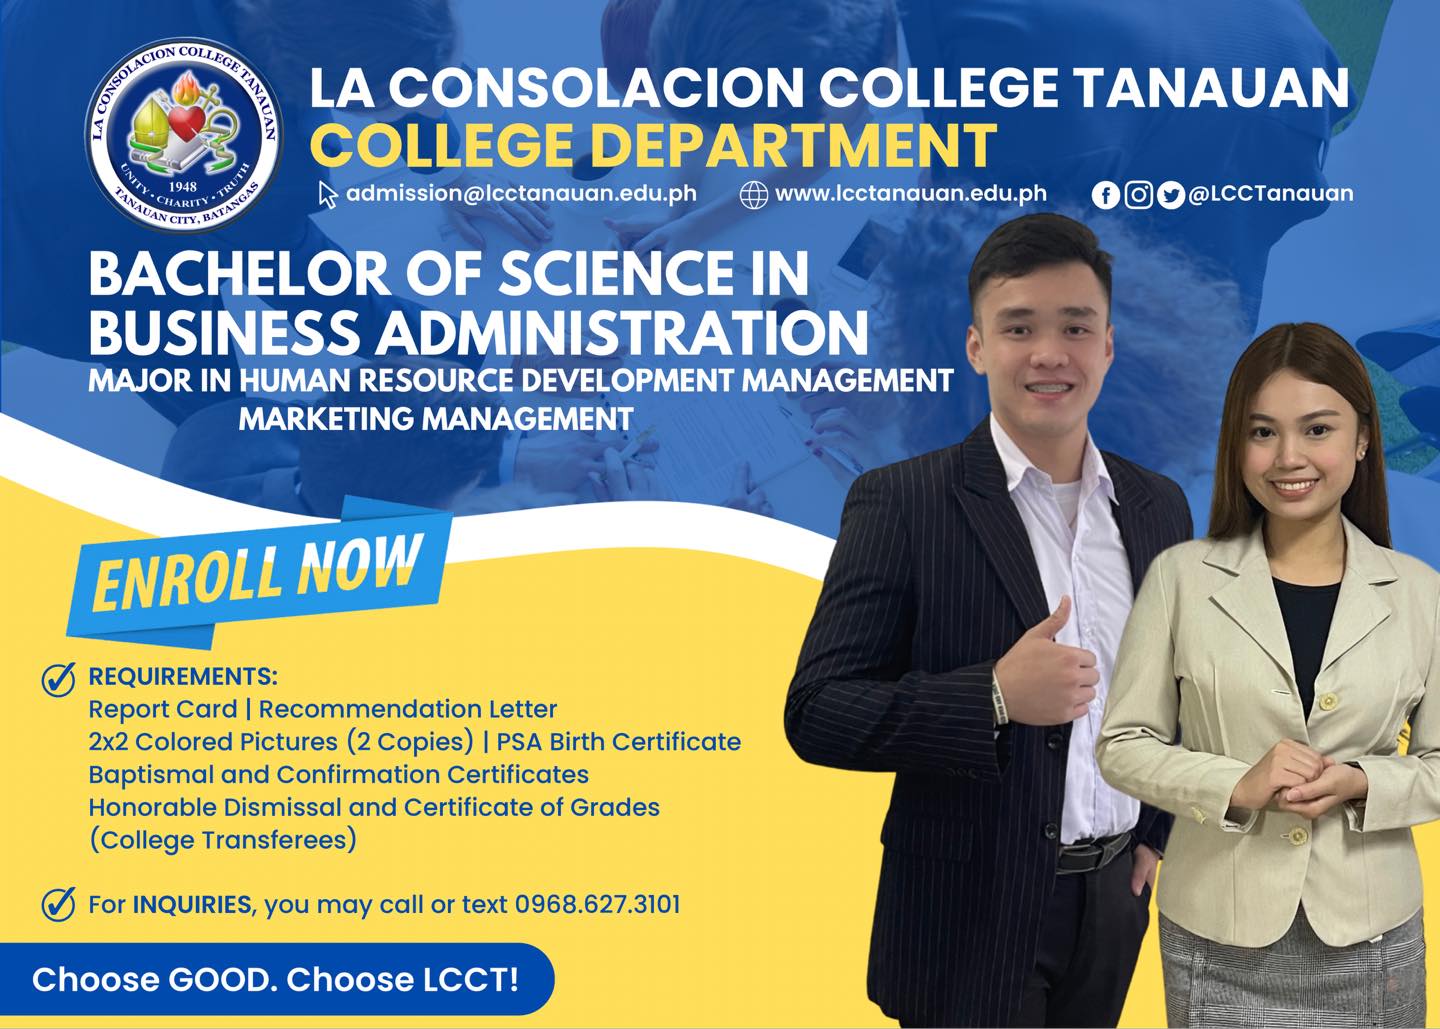 LA CONSOLACION COLLEGE TANAUAN
UNITY • CHARITY • TRUTH
1948
TANAUAN CITY, BATANGAS
LA CONSOLACION COLLEGE TANAUAN
COLLEGE DEPARTMENT
admission@lcctanauan.edu.ph www.lcctanauan.edu.ph @LCCTanauan
BACHELOR OF SCIENCE IN
BUSINESS ADMINISTRATION
MAJOR IN HUMAN RESOURCE DEVELOPMENT MANAGEMENT
MARKETING MANAGEMENT
ENROLL NOW
REQUIREMENTS:
Report Card | Recommendation Letter
2x2 Colored Pictures (2 Copies) | PSA Birth Certificate
Baptismal and Confirmation Certificates
Honorable Dismissal and Certificate of Grades
(College Transferees)
For INQUIRIES, you may call or text 0968.627.3101
Choose GOOD. Choose LCCT!